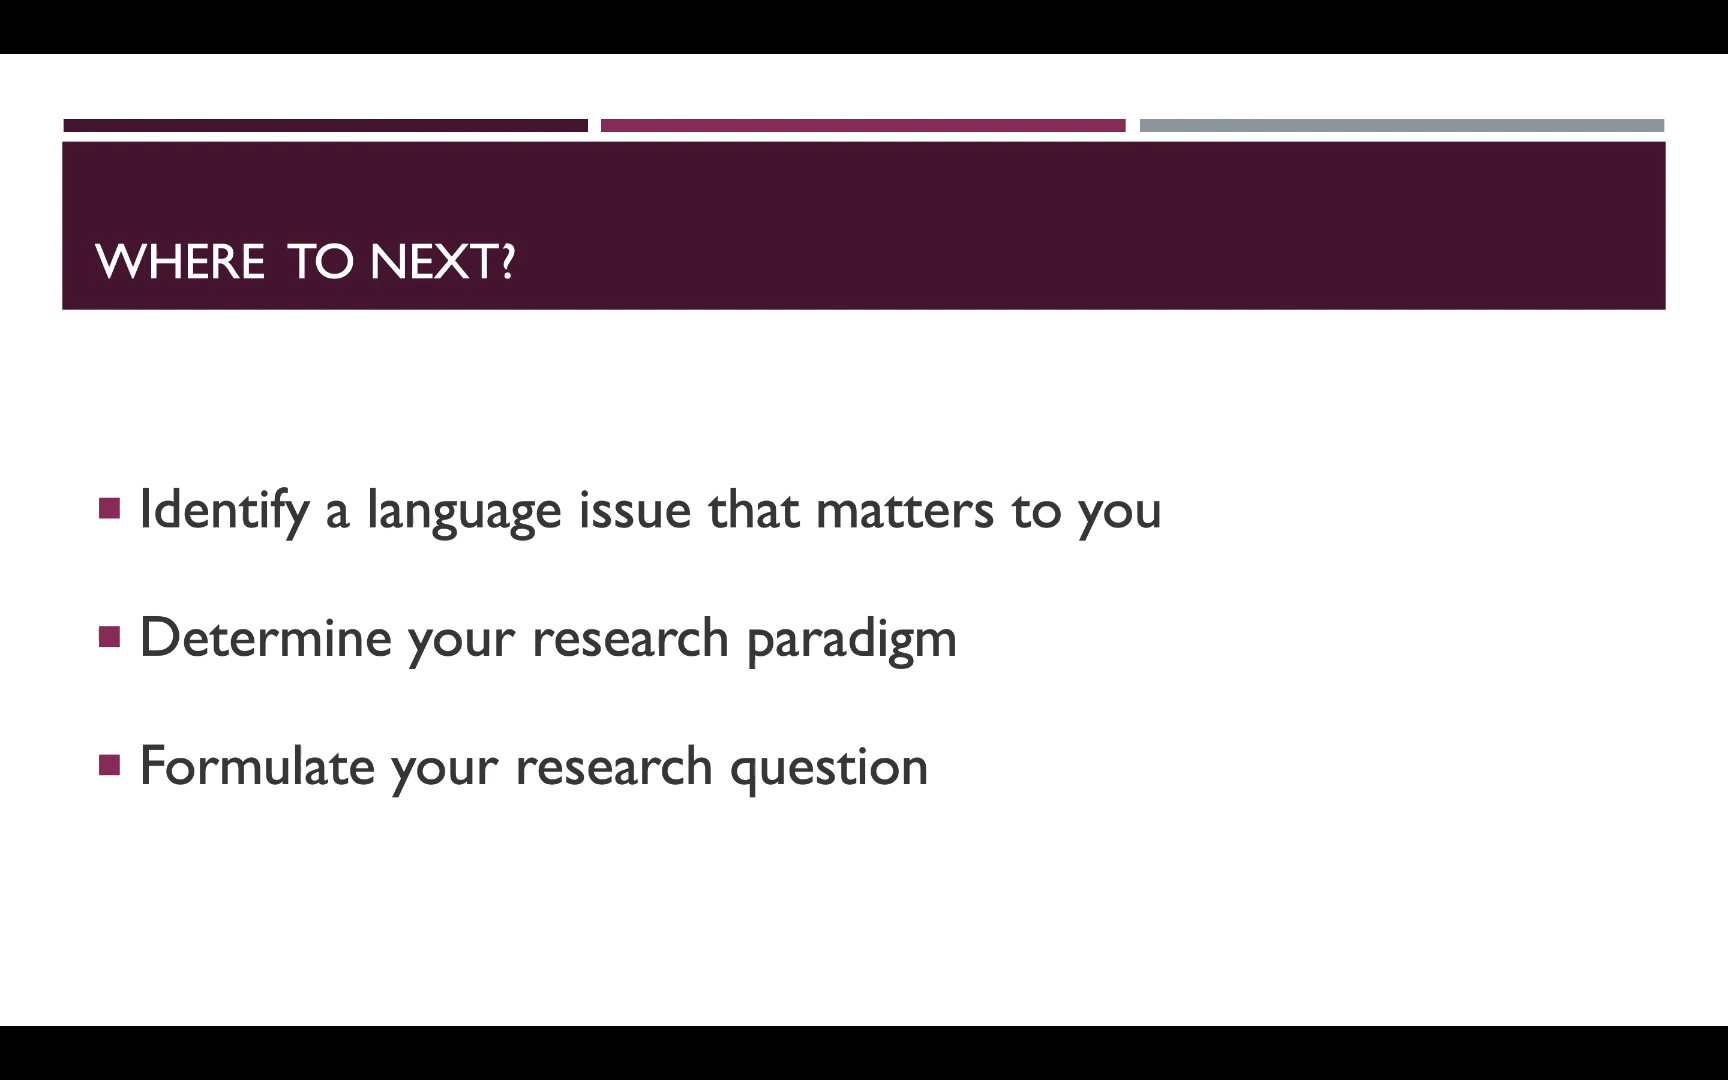 WHERE TO NEXT?
Identify a language issue that matters to you
Determine your research paradigm
Formulate your research question